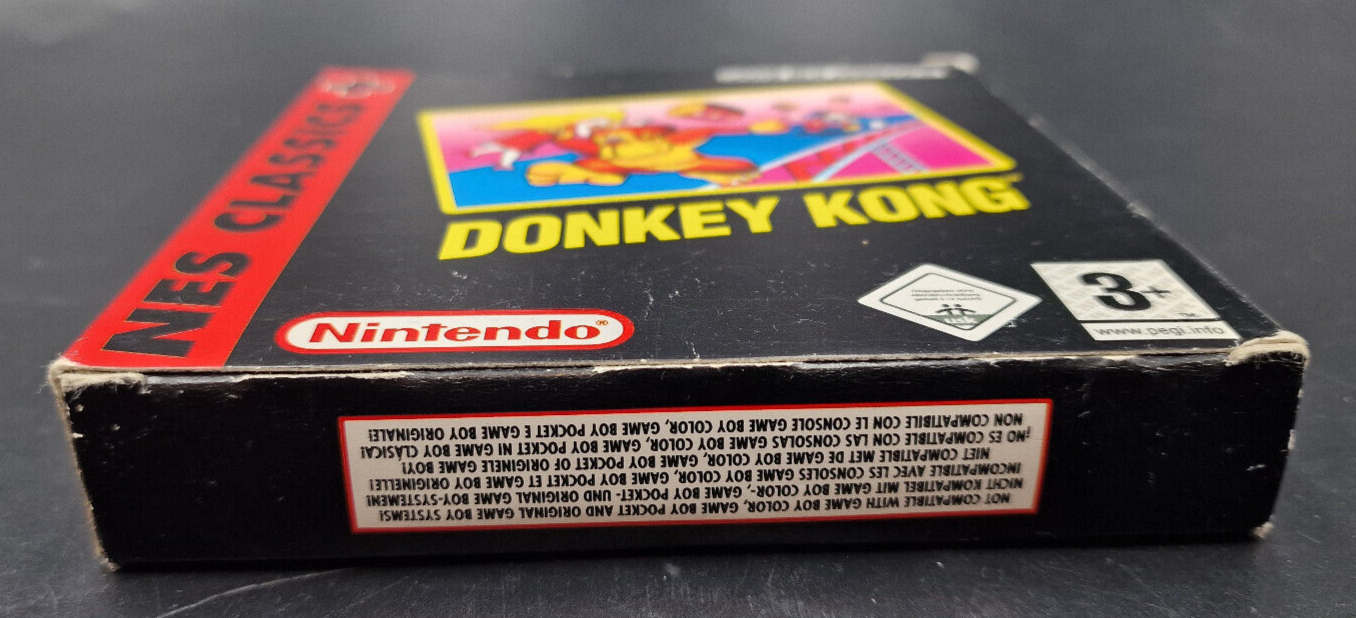 NES CLASSICS
DONKEY KONG™
Nintendo®
usk
3+
™
www.pegi.info
NOT COMPATIBLE WITH GAME BOY COLOR, GAME BOY POCKET AND ORIGINAL GAME BOY SYSTEMS!
NICHT KOMPATIBEL MIT GAME BOY COLOR-, GAME BOY POCKET- UND ORIGINAL GAME BOY-SYSTEMEN!
INCOMPATIBLE AVEC LES CONSOLES GAME BOY COLOR, GAME BOY POCKET ET GAME BOY ORIGINELLE!
NIET COMPATIBEL MET DE GAME BOY COLOR, GAME BOY POCKET OF ORIGINELE GAME BOY!
¡NO ES COMPATIBLE CON LAS CONSOLAS GAME BOY COLOR, GAME BOY POCKET NI GAME BOY CLÁSICA!
NON COMPATIBILE CON LE CONSOLE GAME BOY COLOR, GAME BOY POCKET E GAME BOY ORIGINALE!